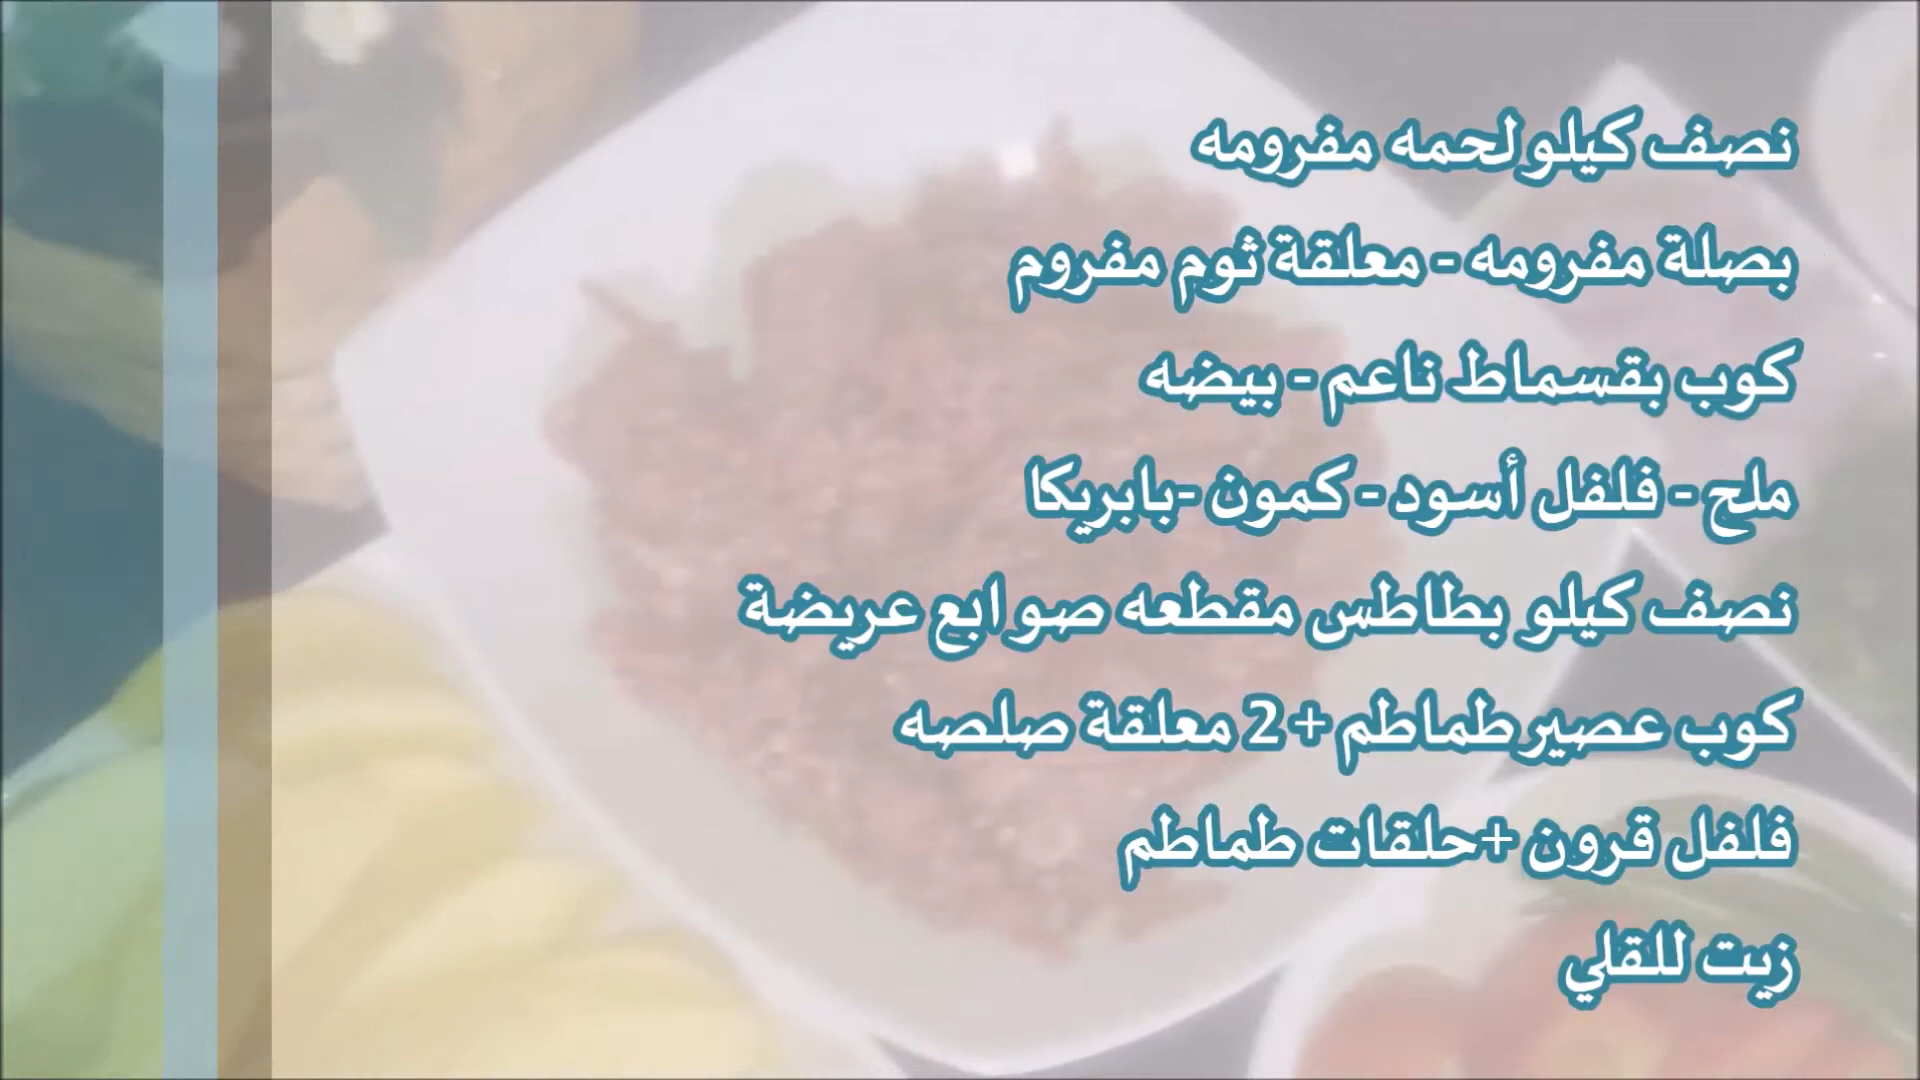 نصف كيلو لحمه مفرومه
بصلة مفرومه - معلقة ثوم مفروم
كوب بقسماط ناعم - بيضه
ملح - فلفل أسود - كمون -بابريكا
نصف كيلو بطاطس مقطعه صوابع عريضة
كوب عصير طماطم + 2 معلقة صلصه
فلفل قرون +حلقات طماطم
زيت للقلي